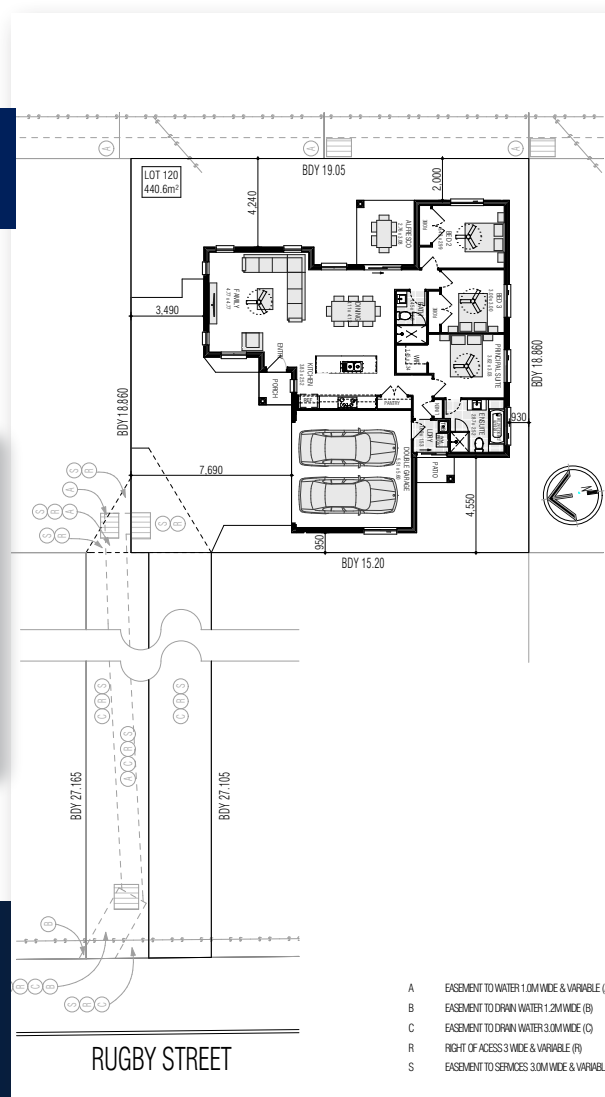 A
A
A
LOT 120
440.6m²
BDY 19.05
4,240
2,000
ALFRESCO
BED 2
BED 3
FAMILY
DINING
BATH
3,490
ENTRY
PORCH
KITCHEN
PRINCIPAL SUITE
BDY 18.860
BDY 18.860
930
PANTRY
ENSUITE
L'DRY
DOUBLE GARAGE
PATIO
7,690
4,550
950
BDY 15.20
N
S R
A
S R A
S R
S R
C R S
C R S
A C R S
BDY 27.165
BDY 27.105
B
R C B
S R C
RUGBY STREET
A EASEMENT TO WATER 1.0M WIDE & VARIABLE
B EASEMENT TO DRAIN WATER 1.2M WIDE (B)
C EASEMENT TO DRAIN WATER 3.0M WIDE (C)
R RIGHT OF ACESS 3 WIDE & VARIABLE (R)
S EASEMENT TO SERVICES 3.0M WIDE & VARIABL